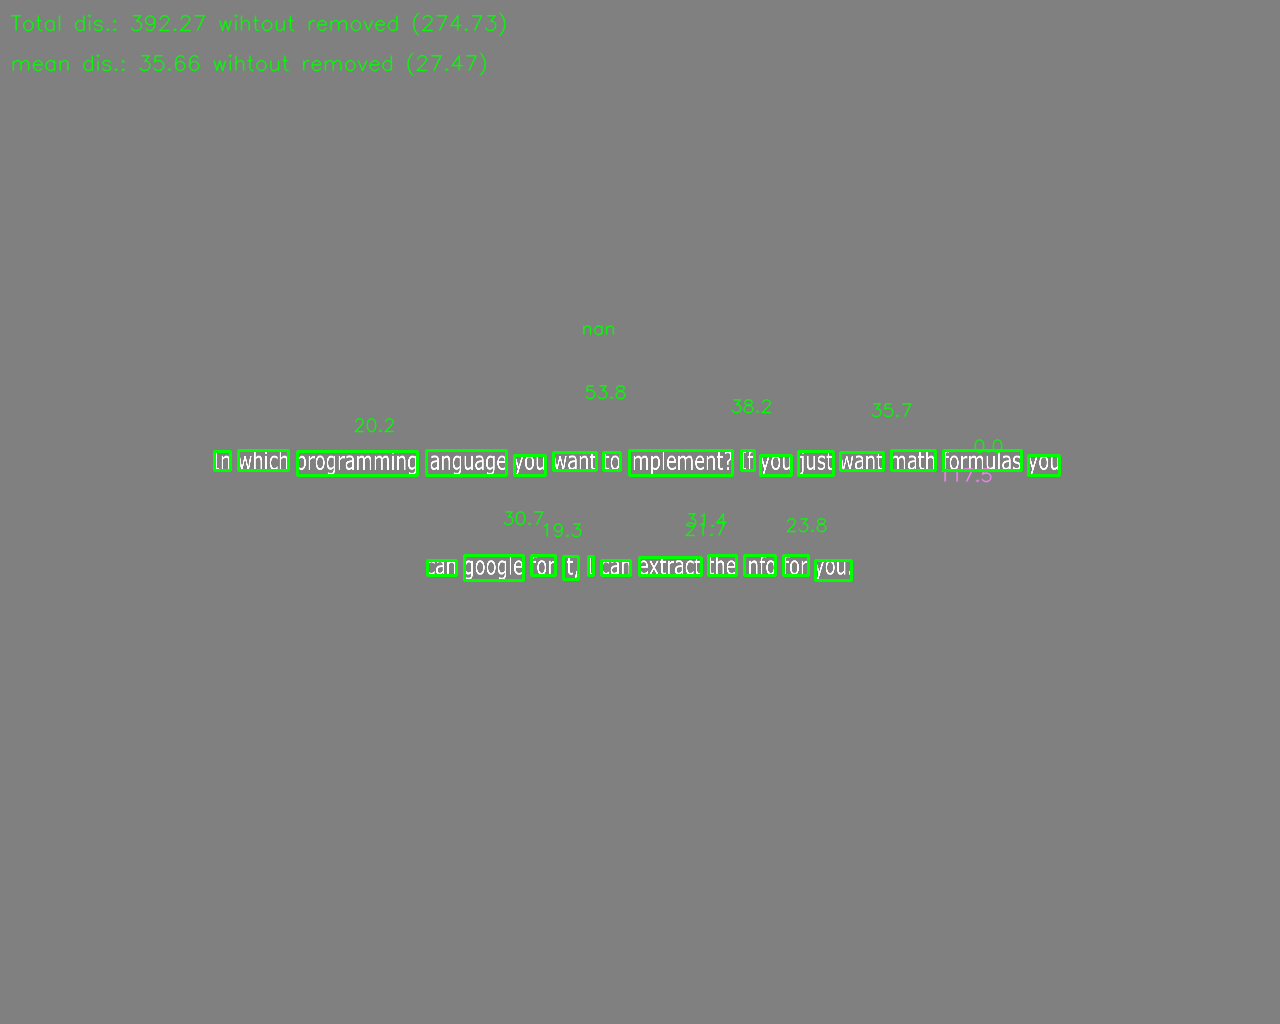 Total dis.: 392.27 wihtout removed (274.73)
mean dis.: 35.66 wihtout removed (27.47)
nan
53.8
38.2
35.7
20.2
0.0
In which programming language you want to implement? If you just want math formulas you
117.5
30.7
19.3
31.4
21.7
23.8
can google for it, I can extract the info for you.